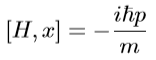 [H, x] = -\frac{i\hbar p}{m}